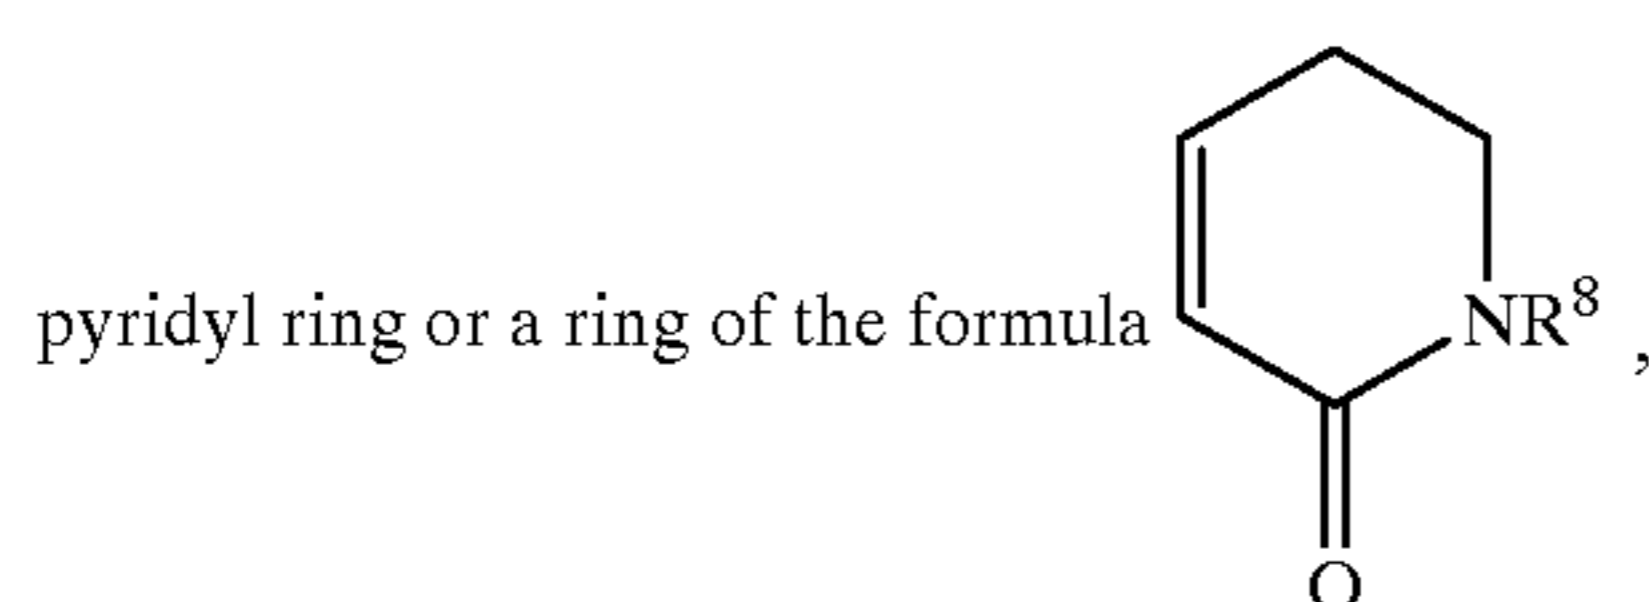 pyridyl ring or a ring of the formula NR⁸ ,
O